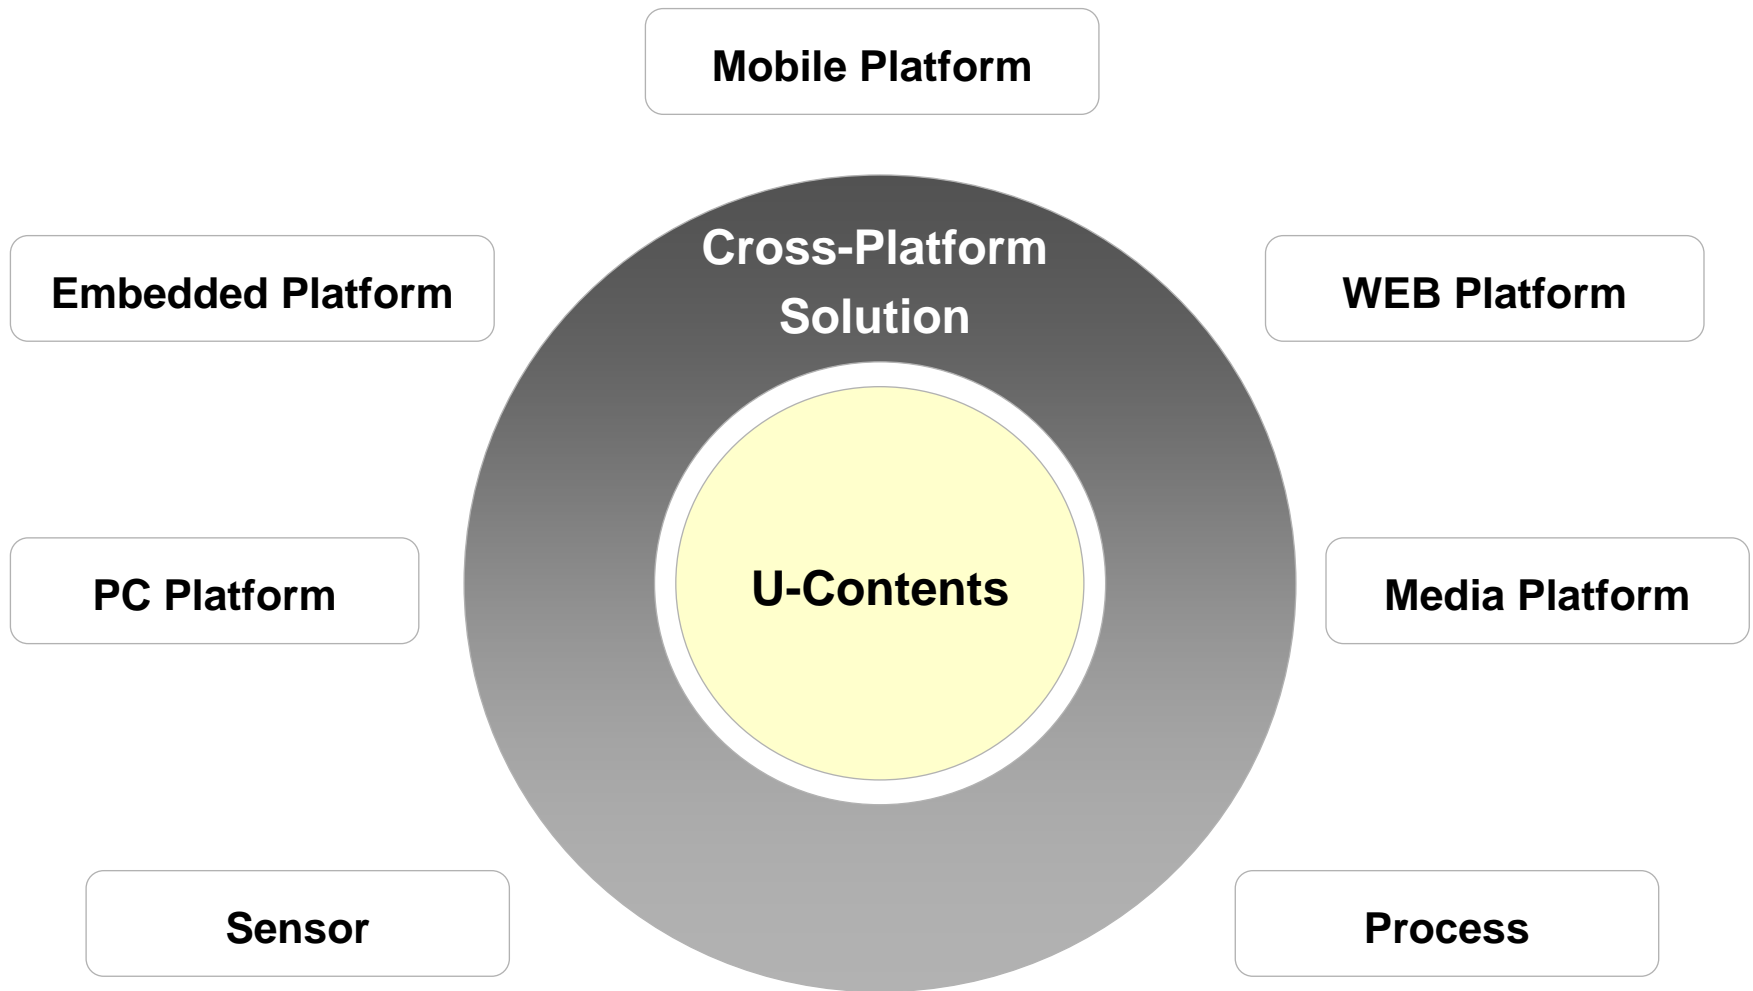 Mobile Platform
Cross-Platform
Solution
Embedded Platform
WEB Platform
U-Contents
PC Platform
Media Platform
Sensor
Process